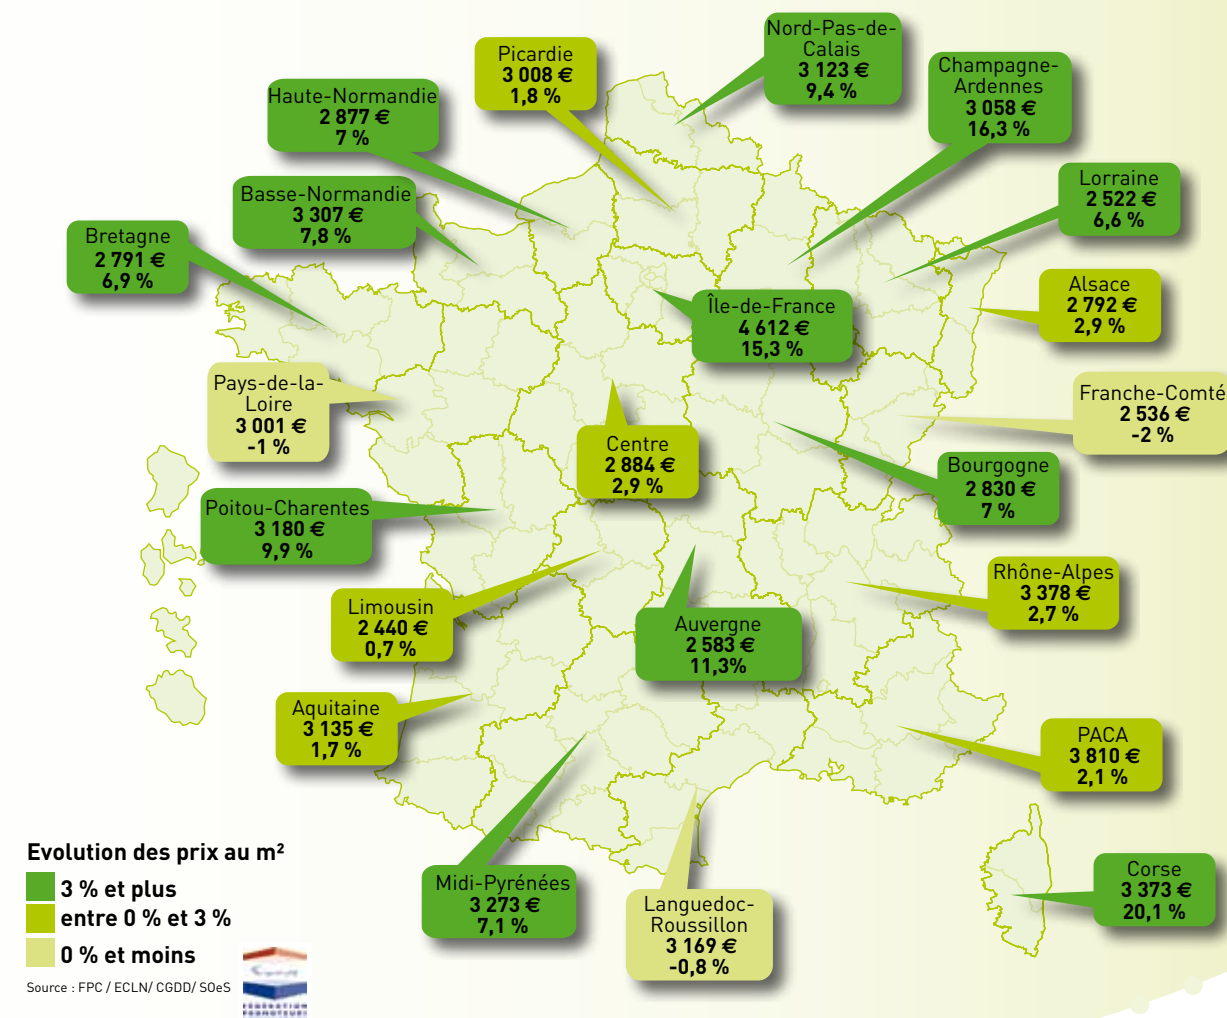 Nord-Pas-de-
Calais
3 123 €
9,4 %
Picardie
3 008 €
1,8 %
Champagne-
Ardennes
3 058 €
16,3 %
Haute-Normandie
2 877 €
7 %
Lorraine
2 522 €
6,6 %
Basse-Normandie
3 307 €
7,8 %
Bretagne
2 791 €
6,9 %
Alsace
2 792 €
2,9 %
Île-de-France
4 612 €
15,3 %
Pays-de-la-
Loire
3 001 €
-1 %
Franche-Comté
2 536 €
-2 %
Centre
2 884 €
2,9 %
Bourgogne
2 830 €
7 %
Poitou-Charentes
3 180 €
9,9 %
Rhône-Alpes
3 378 €
2,7 %
Limousin
2 440 €
0,7 %
Auvergne
2 583 €
11,3%
Aquitaine
3 135 €
1,7 %
PACA
3 810 €
2,1 %
Midi-Pyrénées
3 273 €
7,1 %
Languedoc-
Roussillon
3 169 €
-0,8 %
Corse
3 373 €
20,1 %
Evolution des prix au m²
3 % et plus
entre 0 % et 3 %
0 % et moins
Source : FPC / ECLN/ CGDD/ SOeS
FÉDÉRATION
PROMOTEURS